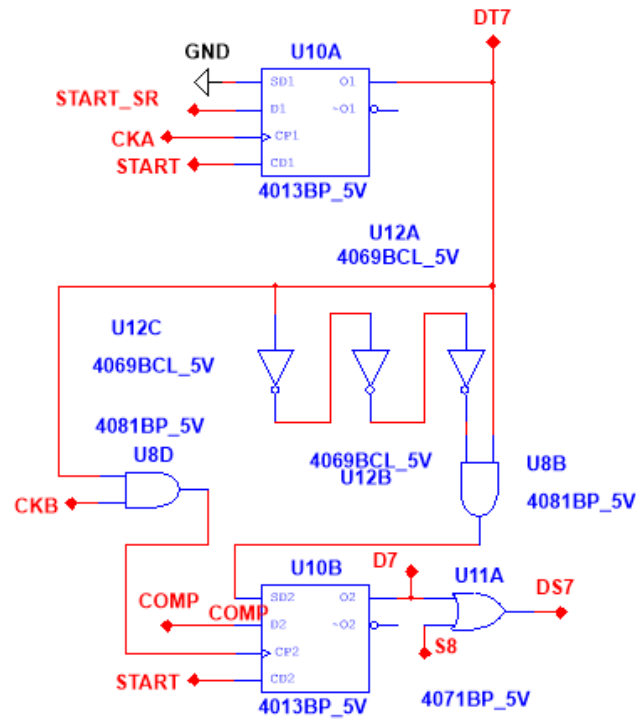 DT7
GND
U10A
SD1 O1
START_SR
D1 ~O1
CKA
CP1
START
CD1
4013BP_5V
U12A
4069BCL_5V
U12C
4069BCL_5V
4081BP_5V
U8D
4069BCL_5V
U12B
U8B
4081BP_5V
CKB
U10B
D7
U11A
SD2 O2
COMP
COMP
D2 ~O2
DS7
CP2
S8
START
CD2
4013BP_5V
4071BP_5V